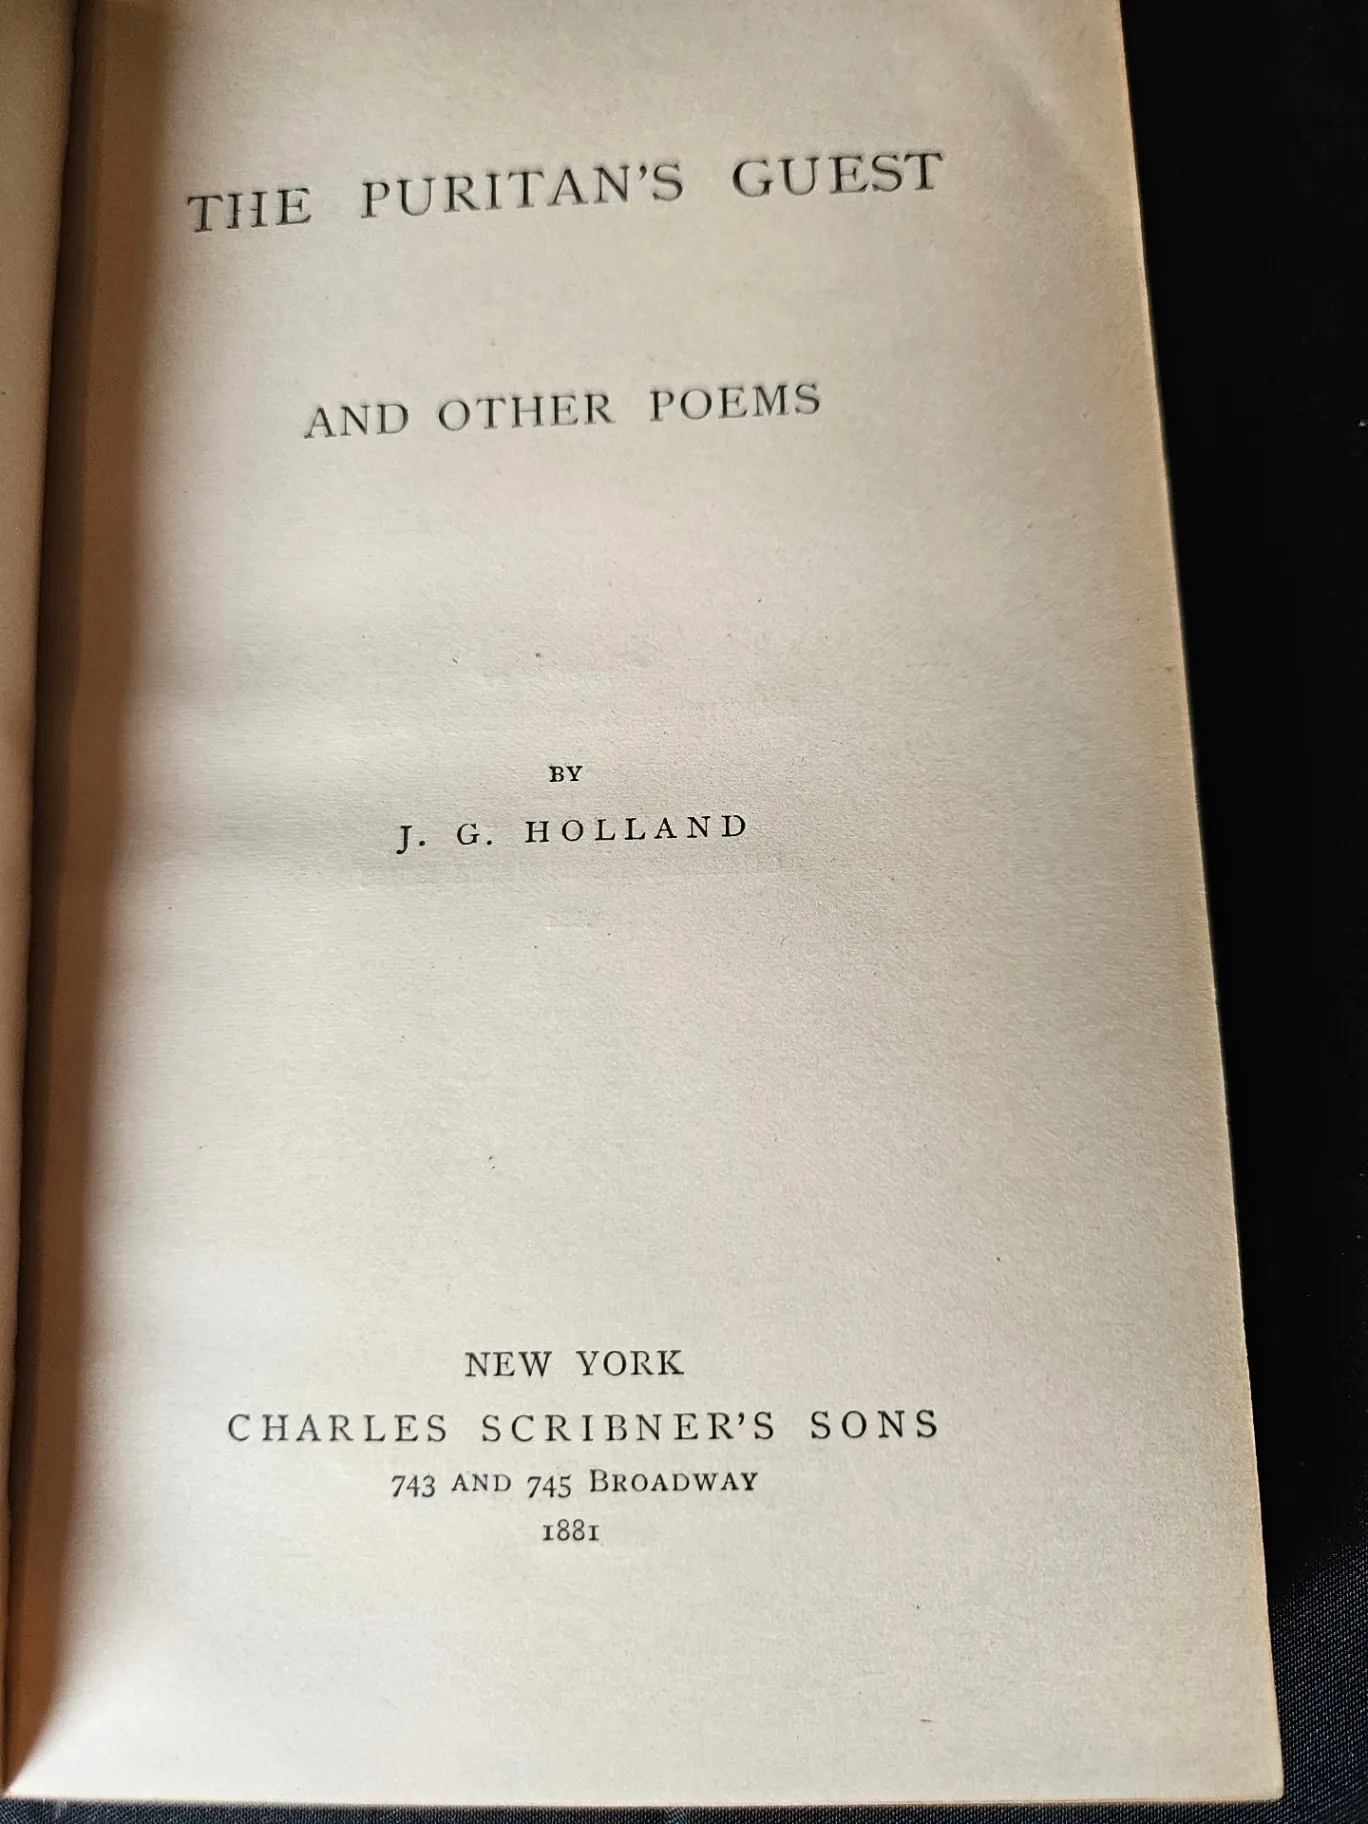 THE PURITAN'S GUEST
AND OTHER POEMS
BY
J. G. HOLLAND
NEW YORK
CHARLES SCRIBNER'S SONS
743 AND 745 BROADWAY
1881